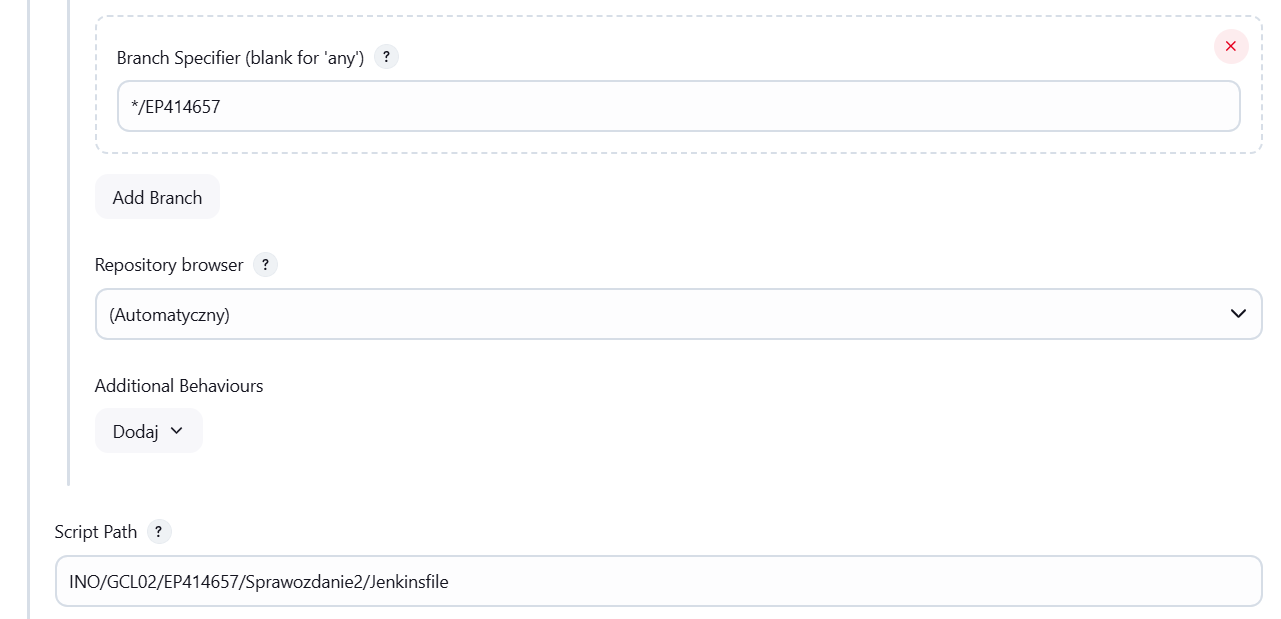 Branch Specifier (blank for 'any') ?
*/EP414657
Add Branch
Repository browser ?
(Automatyczny)
Additional Behaviours
Dodaj
Script Path ?
INO/GCL02/EP414657/Sprawozdanie2/Jenkinsfile